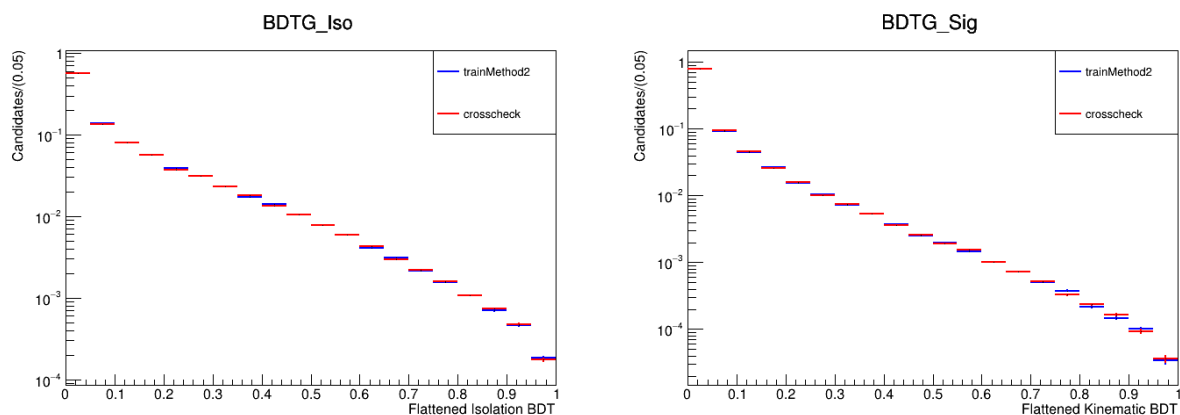 BDTG_Iso
Candidates/(0.05)
trainMethod2
crosscheck
1
10⁻¹
10⁻²
10⁻³
10⁻⁴
0 0.1 0.2 0.3 0.4 0.5 0.6 0.7 0.8 0.9 1
Flattened Isolation BDT
BDTG_Sig
Candidates/(0.05)
trainMethod2
crosscheck
1
10⁻¹
10⁻²
10⁻³
10⁻⁴
0 0.1 0.2 0.3 0.4 0.5 0.6 0.7 0.8 0.9 1
Flattened Kinematic BDT